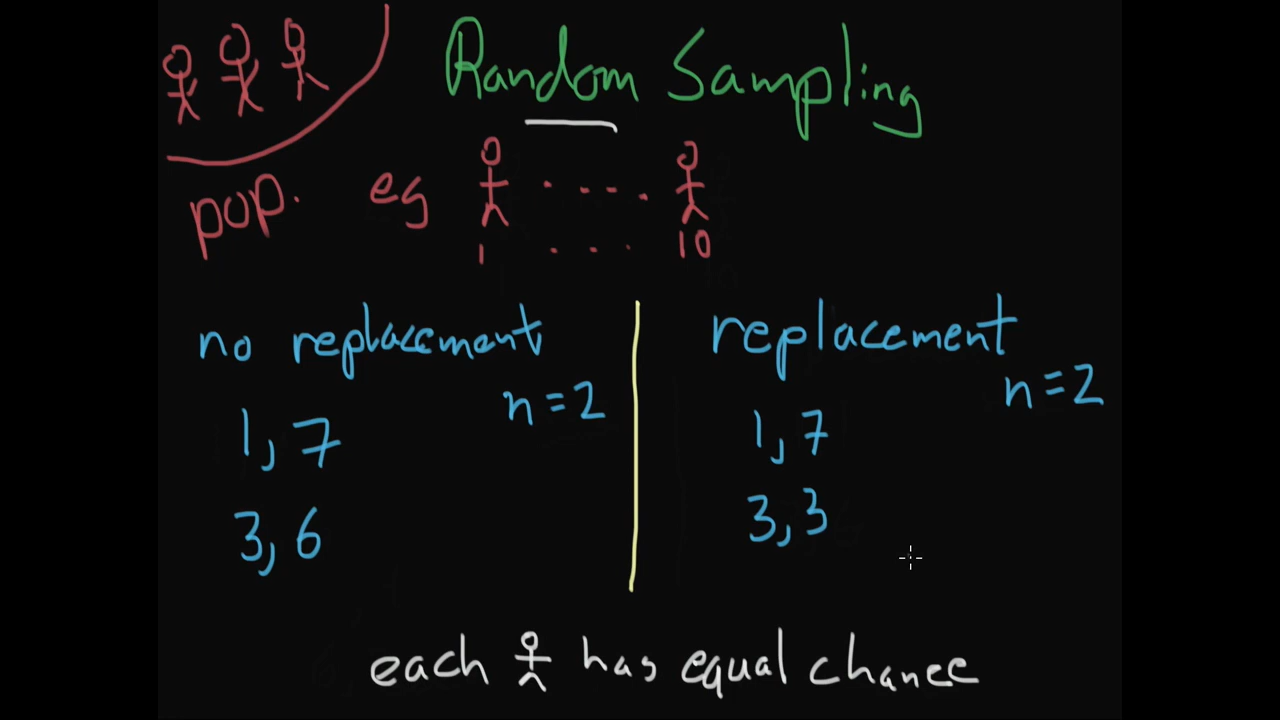 Random Sampling
pop. eg
1 . . . 10
no replacement
n=2
1, 7
3, 6
replacement
n=2
1, 7
3, 3
each has equal chance